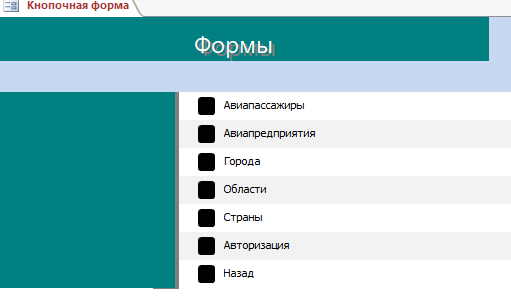 Кнопочная форма
Формы
Авиапассажиры
Авиапредприятия
Города
Области
Страны
Авторизация
Назад